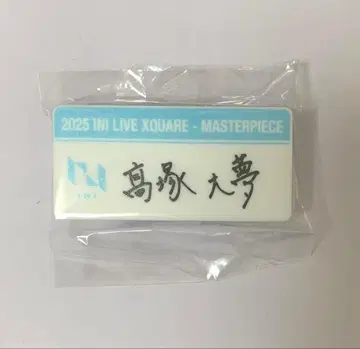 2025 INI LIVE XQUARE - MASTERPIECE
INI
髙塚 大夢